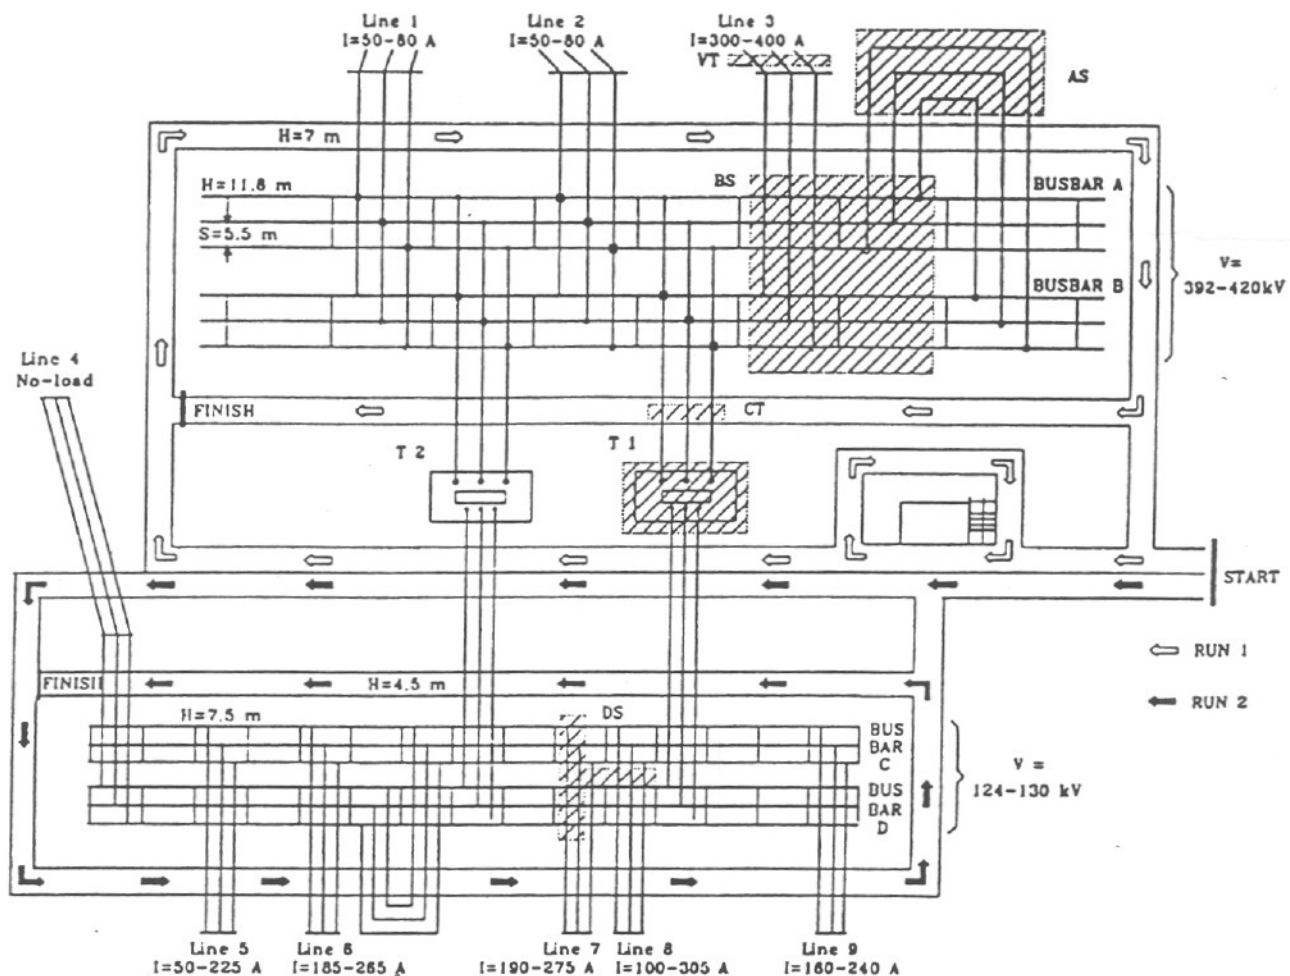 Line 1
I=50-80 A
Line 2
I=50-80 A
Line 3
I=300-400 A
VT
AS
H=7 m
H=11.8 m
BS
BUSBAR A
S=5.5 m
V=
392-420kV
BUSBAR B
Line 4
No-load
FINISH
CT
T 2
T 1
START
RUN 1
FINISH
H=4.5 m
RUN 2
H=7.5 m
DS
BUS
BAR
C
V =
124-130 kV
BUS
BAR
D
Line 5
I=50-225 A
Line 6
I=185-265 A
Line 7
I=190-275 A
Line 8
I=100-305 A
Line 9
I=160-240 A